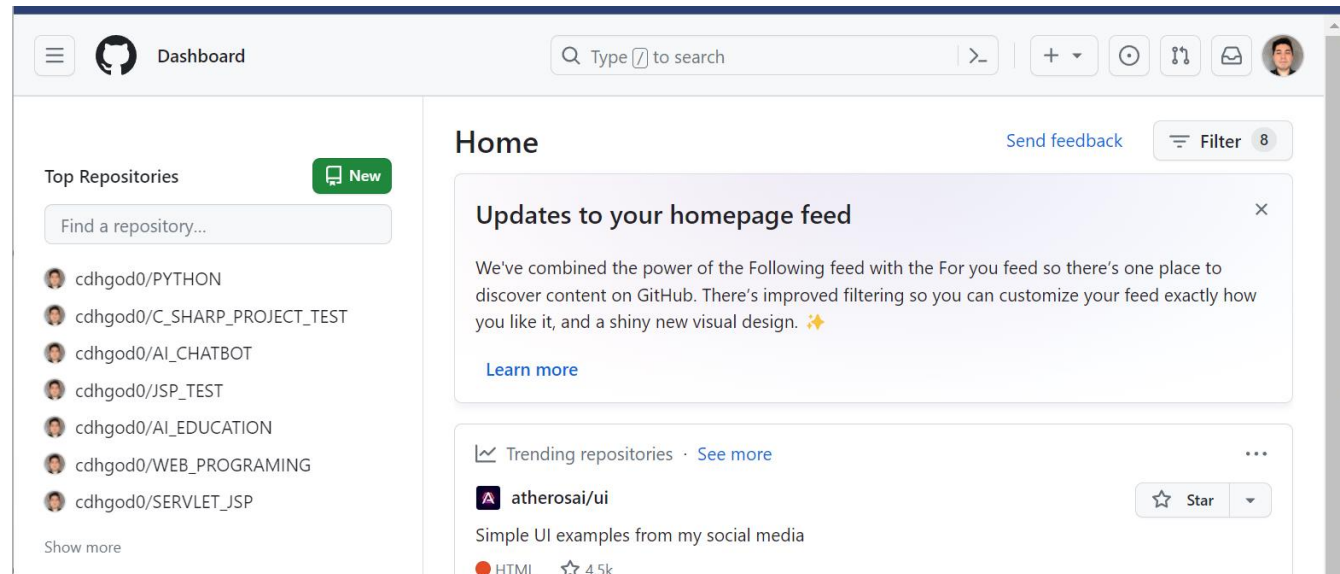 Dashboard
Type / to search
Home
Send feedback
Filter 8
Top Repositories
New
Find a repository...
cdhgod0/PYTHON
cdhgod0/C_SHARP_PROJECT_TEST
cdhgod0/AI_CHATBOT
cdhgod0/JSP_TEST
cdhgod0/AI_EDUCATION
cdhgod0/WEB_PROGRAMING
cdhgod0/SERVLET_JSP
Show more
Updates to your homepage feed
We've combined the power of the Following feed with the For you feed so there's one place to
discover content on GitHub. There's improved filtering so you can customize your feed exactly how
you like it, and a shiny new visual design. ✨
Learn more
Trending repositories · See more
atherosai/ui
Star
Simple UI examples from my social media
HTML 4.5k